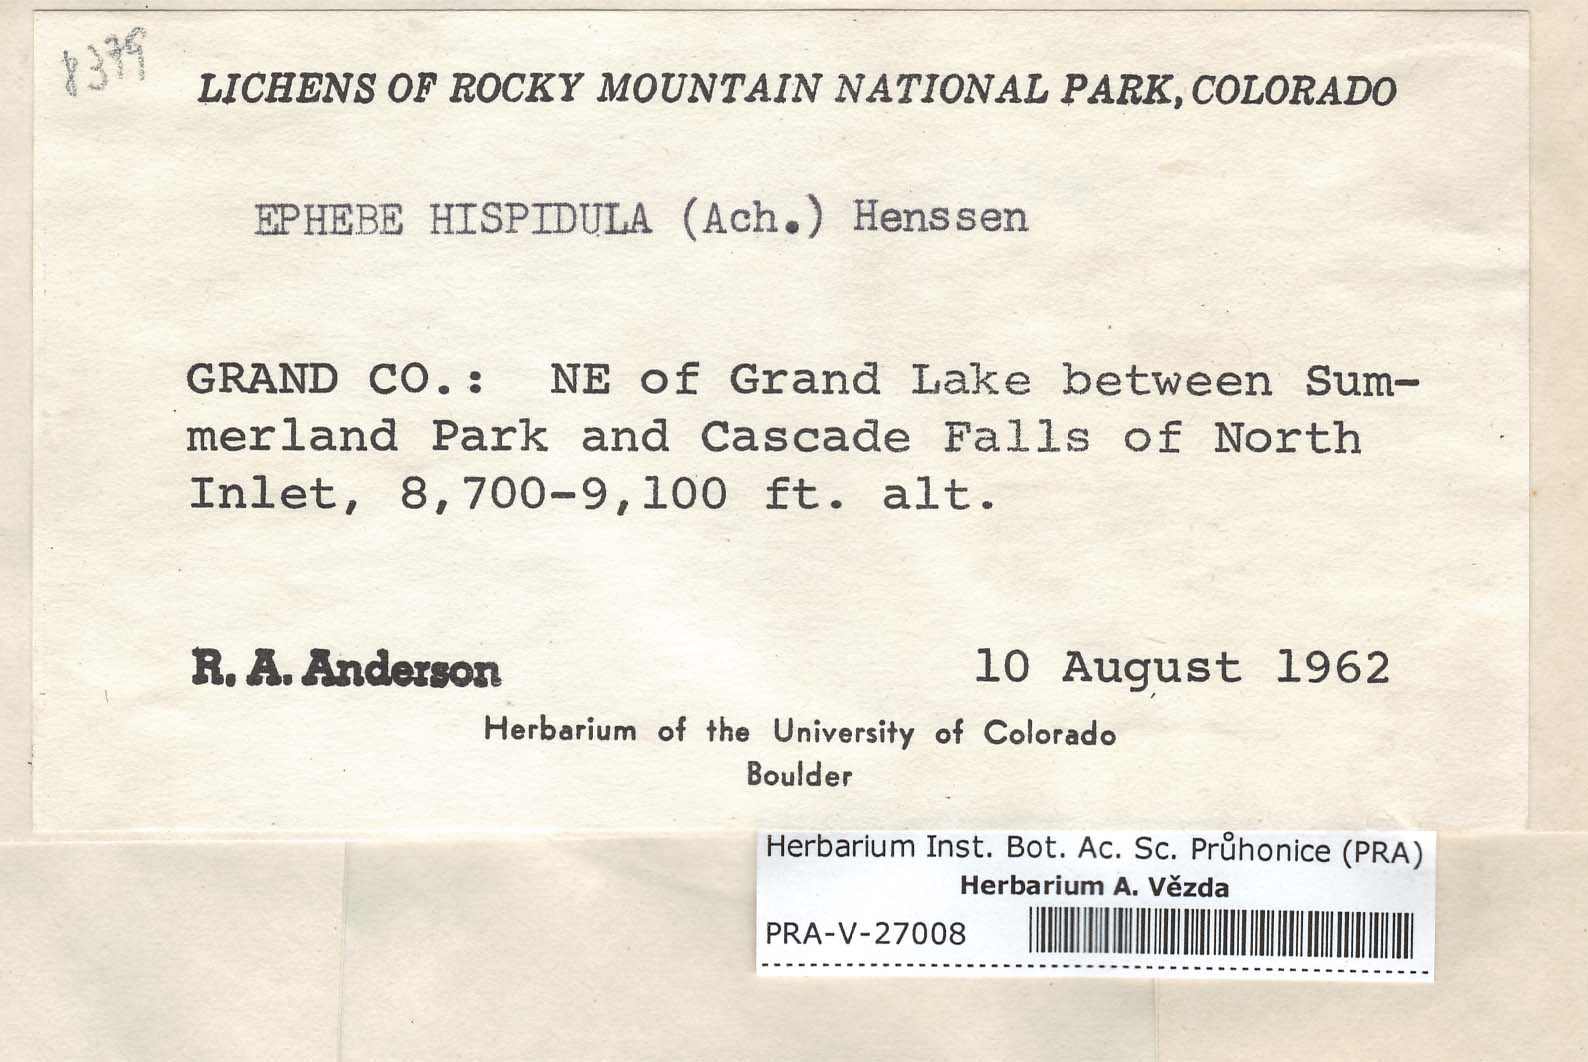 8379
LICHENS OF ROCKY MOUNTAIN NATIONAL PARK, COLORADO
EPHEBE HISPIDULA (Ach.) Henssen
GRAND CO.: NE of Grand Lake between Sum-
merland Park and Cascade Falls of North
Inlet, 8,700-9,100 ft. alt.
R. A. Anderson 10 August 1962
Herbarium of the University of Colorado
Boulder
Herbarium Inst. Bot. Ac. Sc. Průhonice (PRA)
Herbarium A. Vězda
PRA-V-27008